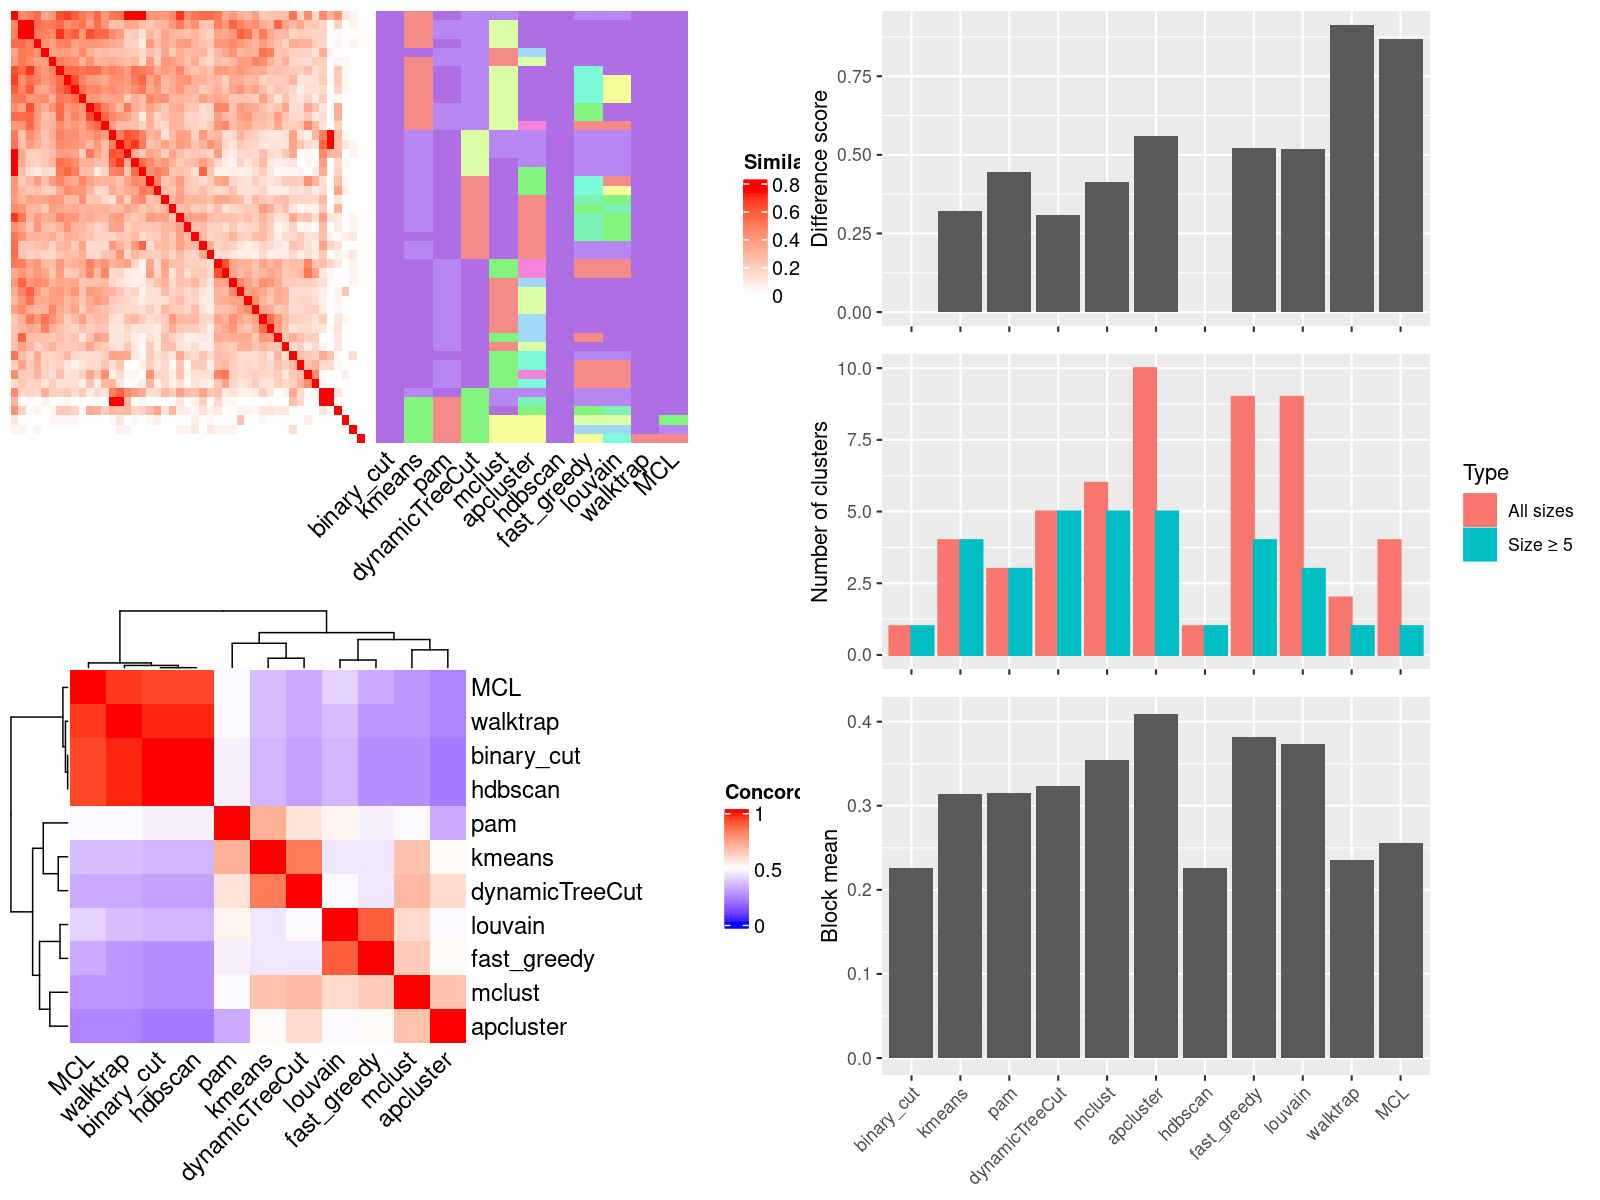 Simila
0.8
0.6
0.4
0.2
0
binary_cut
kmeans
pam
dynamicTreeCut
mclust
apcluster
hdbscan
fast_greedy
louvain
walktrap
MCL
MCL
walktrap
binary_cut
hdbscan
pam
kmeans
dynamicTreeCut
louvain
fast_greedy
mclust
apcluster
MCL
walktrap
binary_cut
hdbscan
pam
kmeans
dynamicTreeCut
louvain
fast_greedy
mclust
apcluster
Concord
1
0.5
0
Difference score
0.75
0.50
0.25
0.00
Number of clusters
10.0
7.5
5.0
2.5
0.0
Type
All sizes
Size ≥ 5
Block mean
0.4
0.3
0.2
0.1
0.0
binary_cut
kmeans
pam
dynamicTreeCut
mclust
apcluster
hdbscan
fast_greedy
louvain
walktrap
MCL